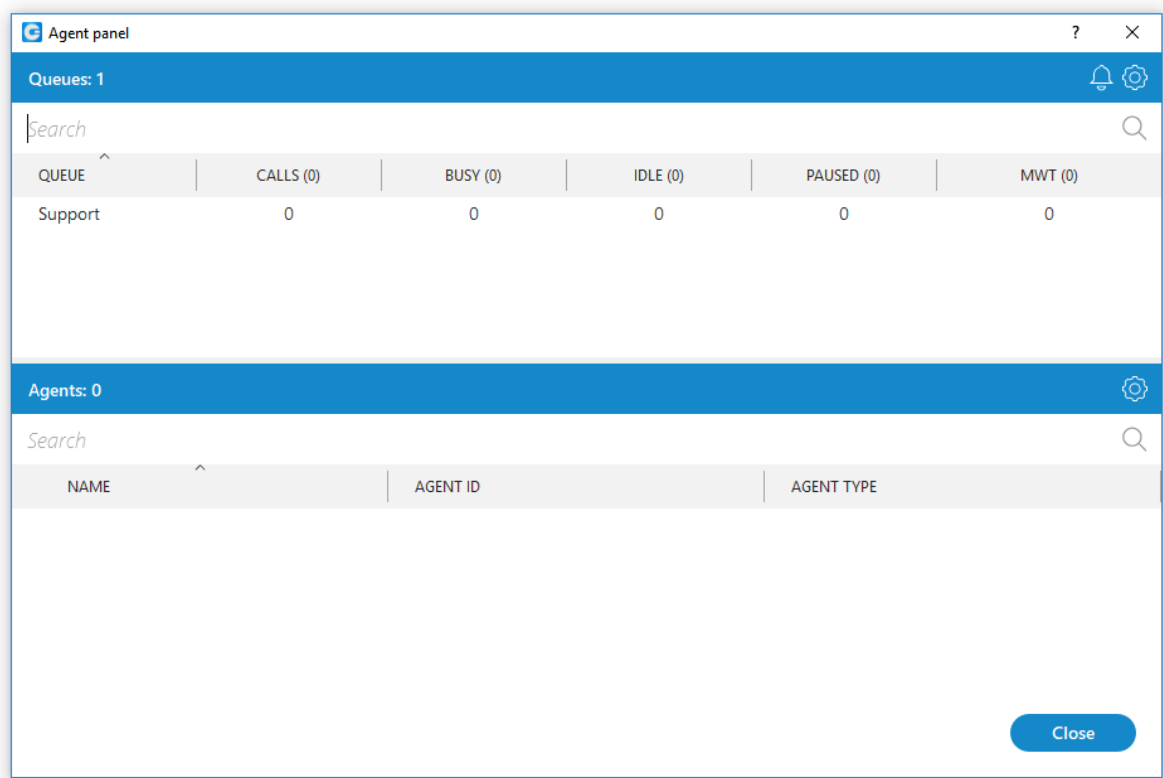 Agent panel ?
Queues: 1
Search
QUEUE CALLS (0) BUSY (0) IDLE (0) PAUSED (0) MWT (0)
Support 0 0 0 0 0
Agents: 0
Search
NAME AGENT ID AGENT TYPE
Close